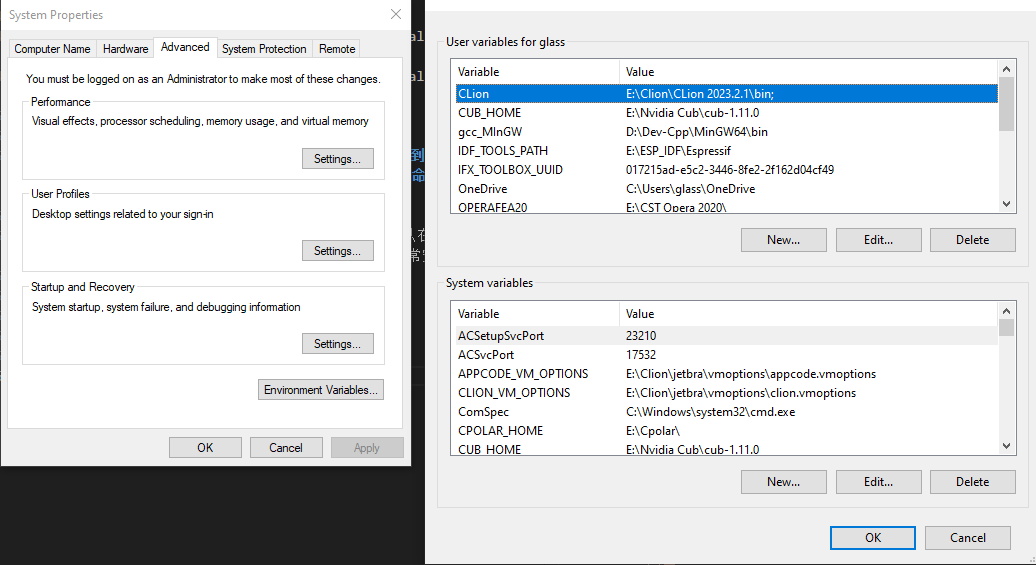 System Properties
Computer Name
Hardware
Advanced
System Protection
Remote
You must be logged on as an Administrator to make most of these changes.
Performance
Visual effects, processor scheduling, memory usage, and virtual memory
Settings...
User Profiles
Desktop settings related to your sign-in
Settings...
Startup and Recovery
System startup, system failure, and debugging information
Settings...
Environment Variables...
OK
Cancel
Apply
al
al
到
命
在
常
User variables for glass
Variable Value
CLion E:\Clion\CLion 2023.2.1\bin;
CUB_HOME E:\Nvidia Cub\cub-1.11.0
gcc_MInGW D:\Dev-Cpp\MinGW64\bin
IDF_TOOLS_PATH E:\ESP_IDF\Espressif
IFX_TOOLBOX_UUID 017215ad-e5c2-3446-8fe2-2f162d04cf49
OneDrive C:\Users\glass\OneDrive
OPERAFEA20 E:\CST Opera 2020\
New...
Edit...
Delete
System variables
Variable Value
ACSetupSvcPort 23210
ACSvcPort 17532
APPCODE_VM_OPTIONS E:\Clion\jetbra\vmoptions\appcode.vmoptions
CLION_VM_OPTIONS E:\Clion\jetbra\vmoptions\clion.vmoptions
ComSpec C:\Windows\system32\cmd.exe
CPOLAR_HOME E:\Cpolar\
CUB_HOME E:\Nvidia Cub\cub-1.11.0
New...
Edit...
Delete
OK
Cancel